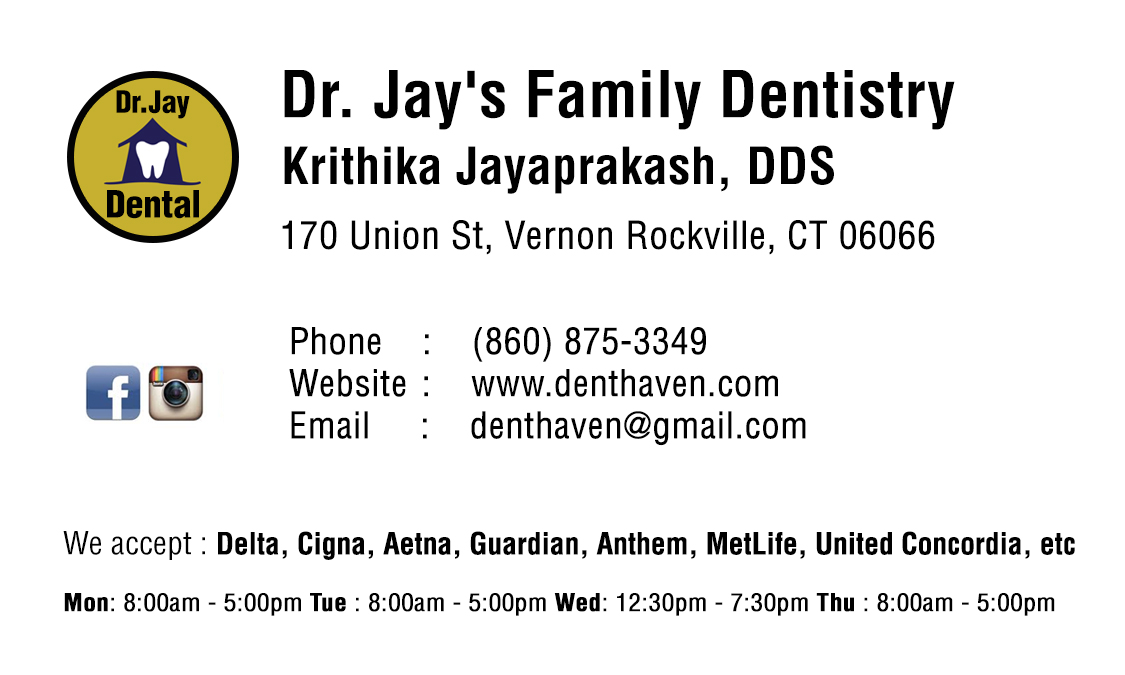 Dr.Jay
Dental
Dr. Jay's Family Dentistry
Krithika Jayaprakash, DDS
170 Union St, Vernon Rockville, CT 06066
Phone : (860) 875-3349
Website : www.denthaven.com
Email : denthaven@gmail.com
f
We accept : Delta, Cigna, Aetna, Guardian, Anthem, MetLife, United Concordia, etc
Mon: 8:00am - 5:00pm Tue : 8:00am - 5:00pm Wed: 12:30pm - 7:30pm Thu : 8:00am - 5:00pm